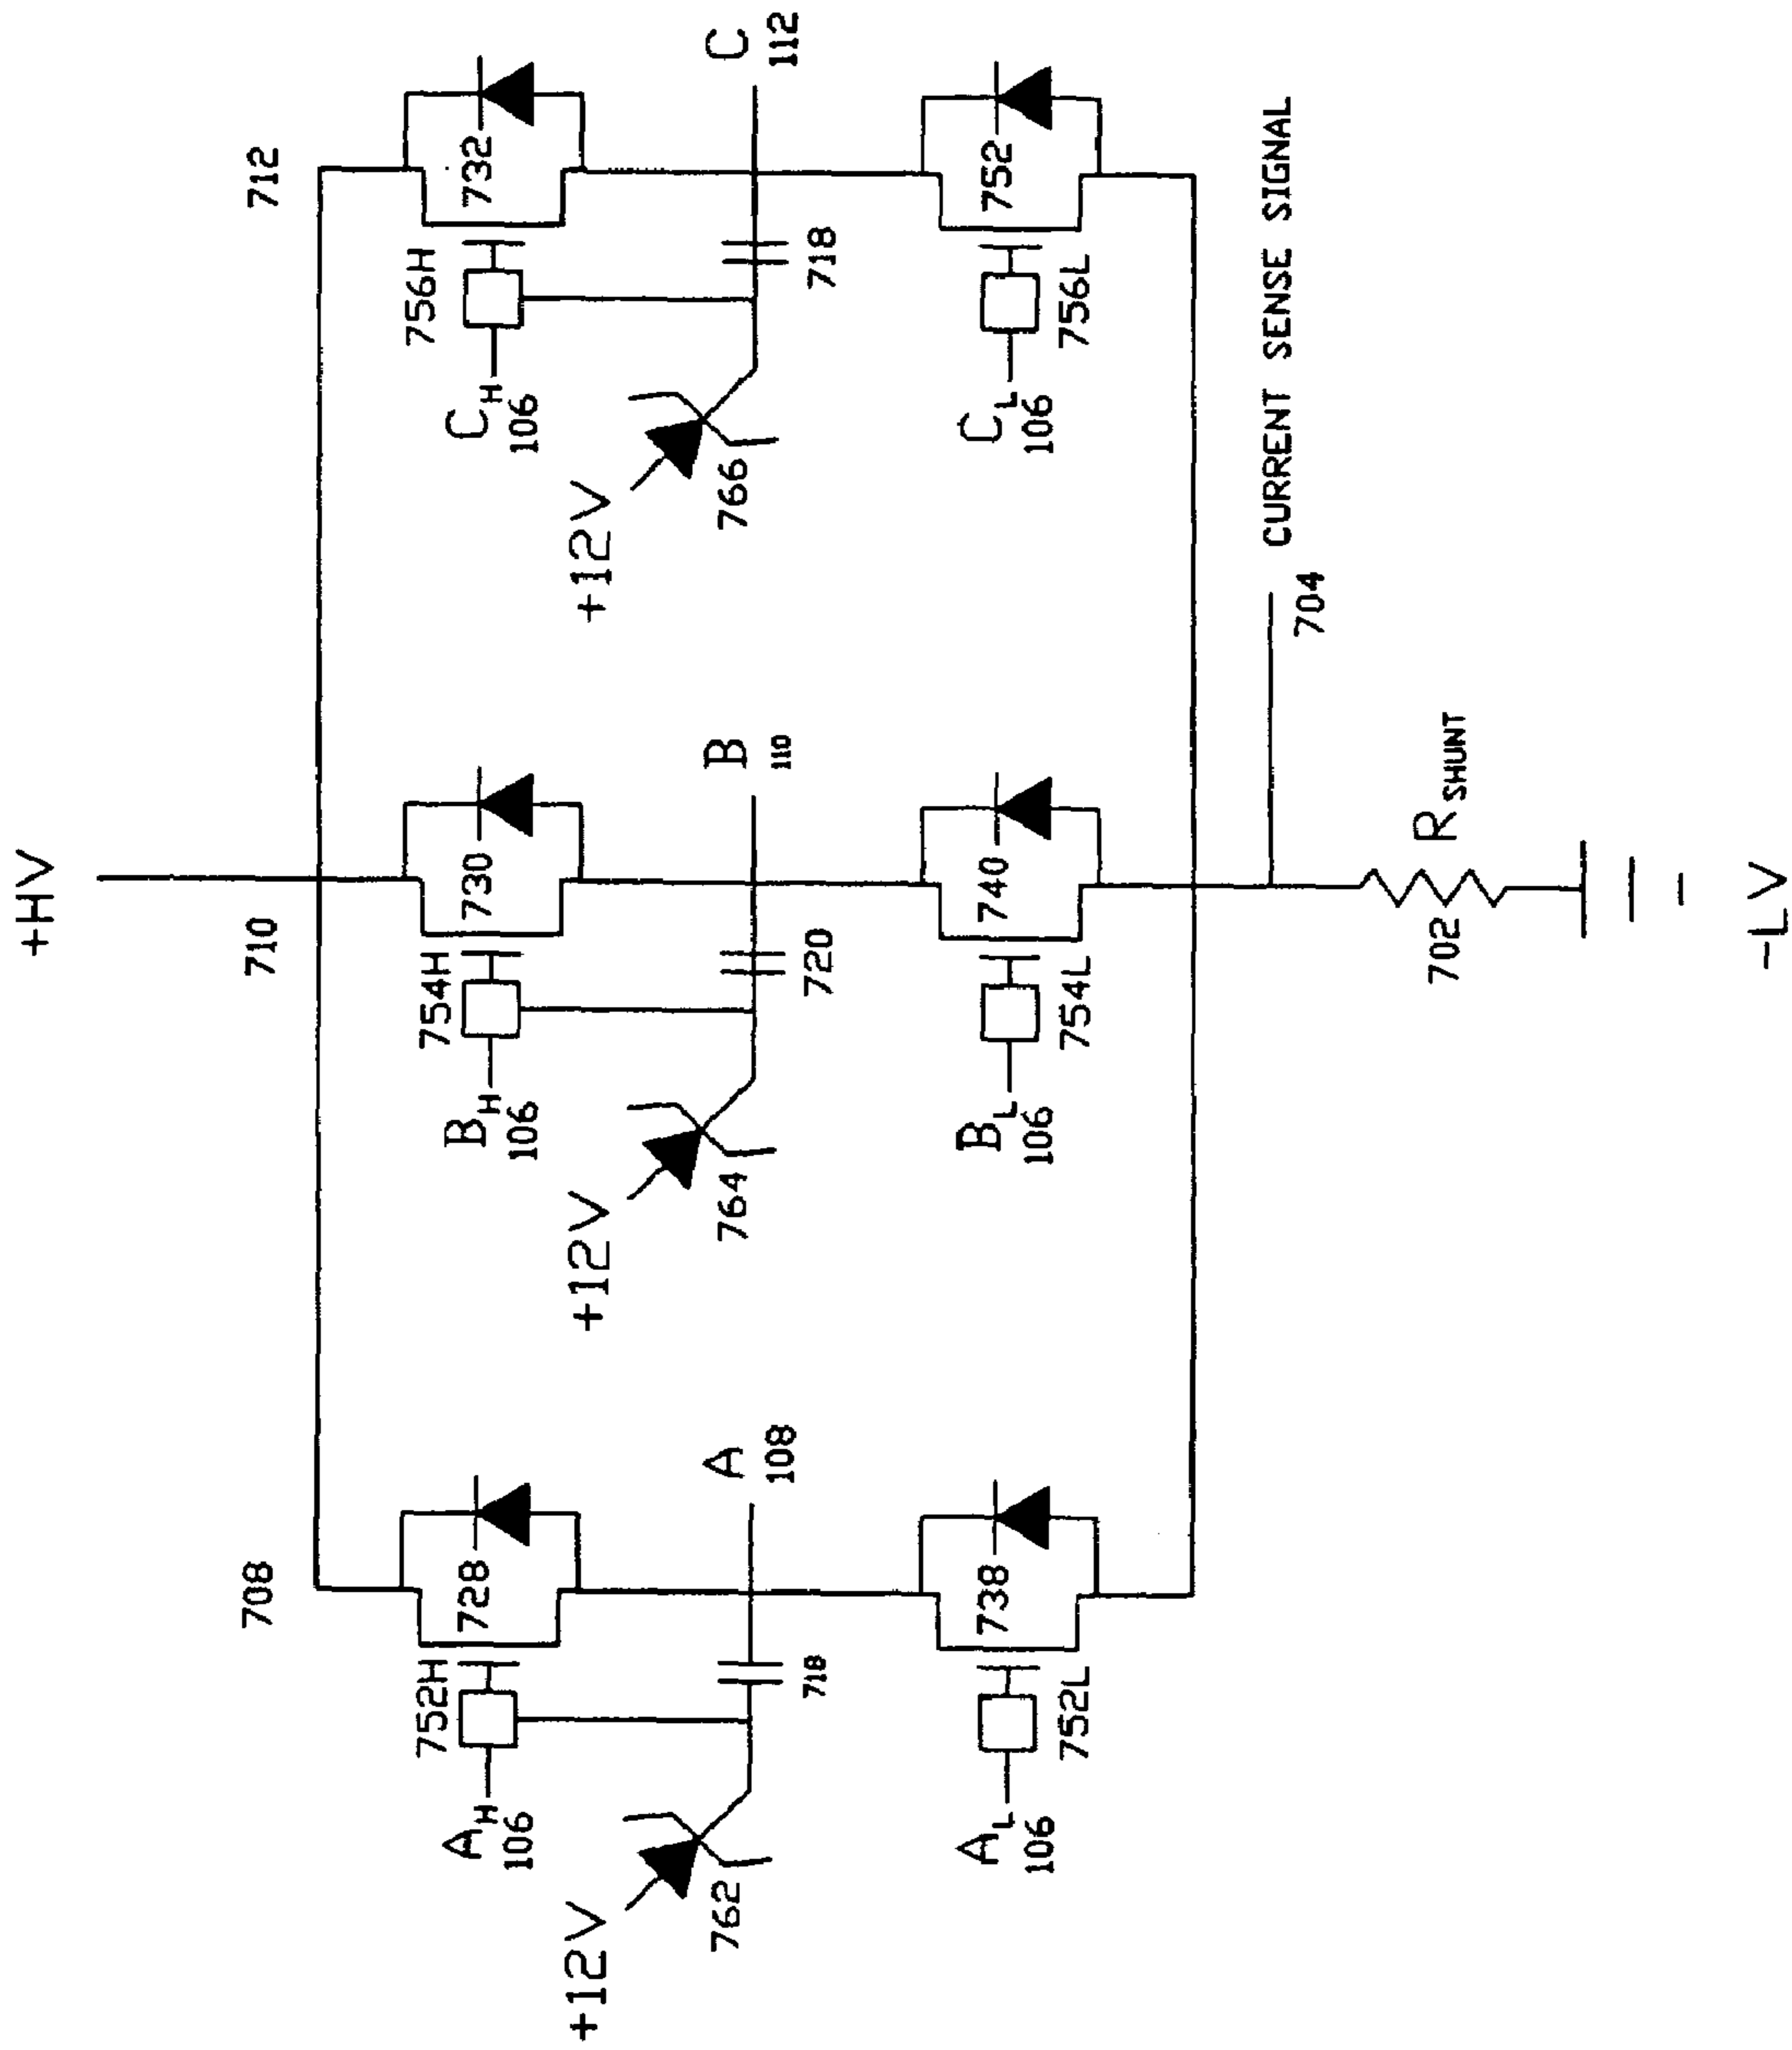 +HV
708
710
712
752H
754H
756H
A_H
728
B_H
730
C_H
732
106
106
106
+12V
+12V
+12V
762
A
764
B
766
C
108
110
112
718
720
718
A_L
738
B_L
740
C_L
752
106
106
106
752L
754L
756L
CURRENT SENSE SIGNAL
704
R_SHUNT
702
-LV